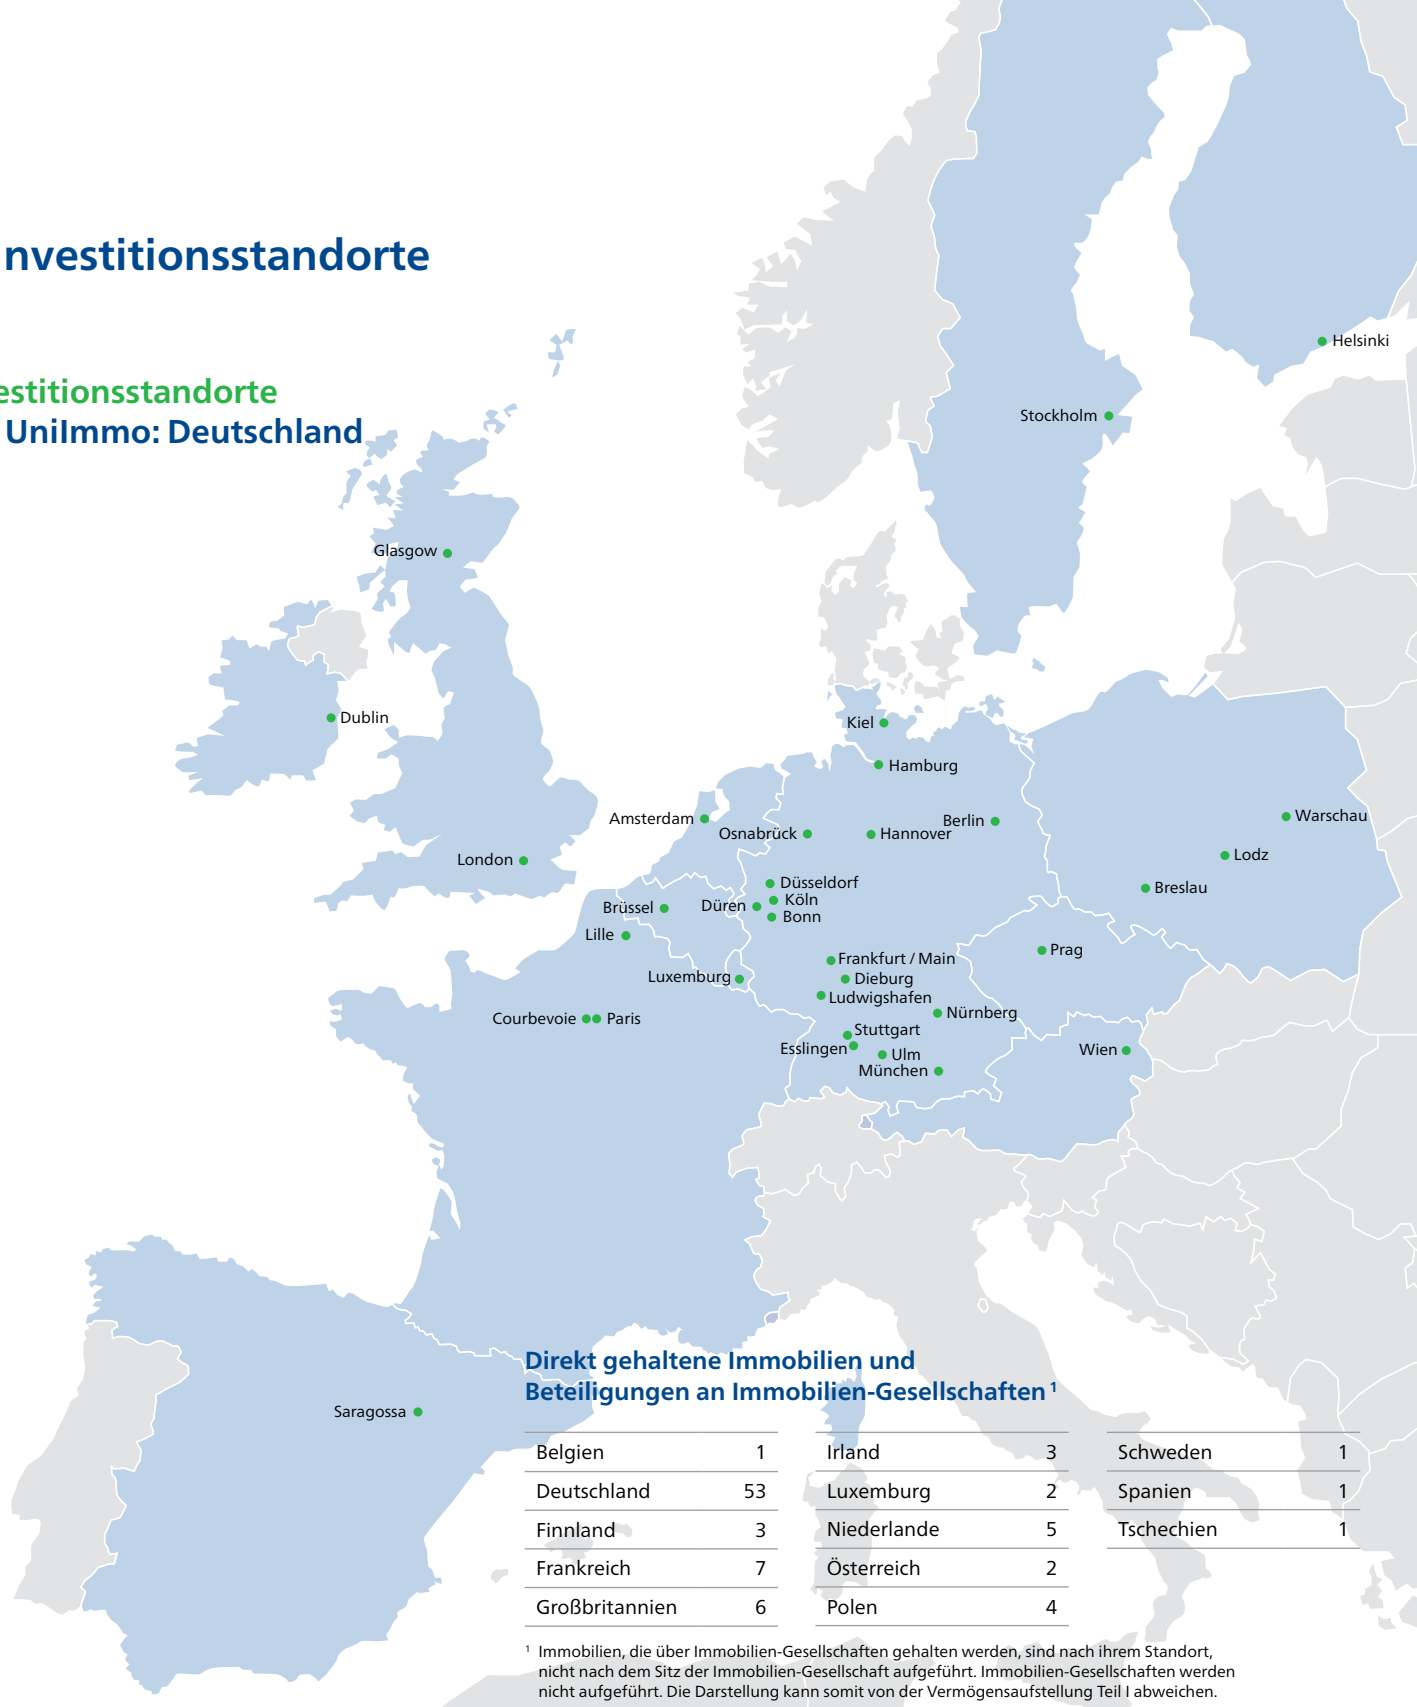 nvestitionsstandorte
estitionsstandorte
UniImmo: Deutschland
Helsinki
Stockholm
Glasgow
Dublin
Kiel
Hamburg
Amsterdam
Osnabrück
Hannover
Berlin
Warschau
London
Lodz
Düsseldorf
Breslau
Köln
Brüssel
Düren
Bonn
Lille
Prag
Frankfurt / Main
Luxemburg
Dieburg
Ludwigshafen
Nürnberg
Courbevoie
Paris
Stuttgart
Esslingen
Wien
Ulm
München
Saragossa
Direkt gehaltene Immobilien und
Beteiligungen an Immobilien-Gesellschaften ¹
Belgien 1
Deutschland 53
Finnland 3
Frankreich 7
Großbritannien 6
Irland 3
Luxemburg 2
Niederlande 5
Österreich 2
Polen 4
Schweden 1
Spanien 1
Tschechien 1
¹ Immobilien, die über Immobilien-Gesellschaften gehalten werden, sind nach ihrem Standort,
nicht nach dem Sitz der Immobilien-Gesellschaft aufgeführt. Immobilien-Gesellschaften werden
nicht aufgeführt. Die Darstellung kann somit von der Vermögensaufstellung Teil I abweichen.